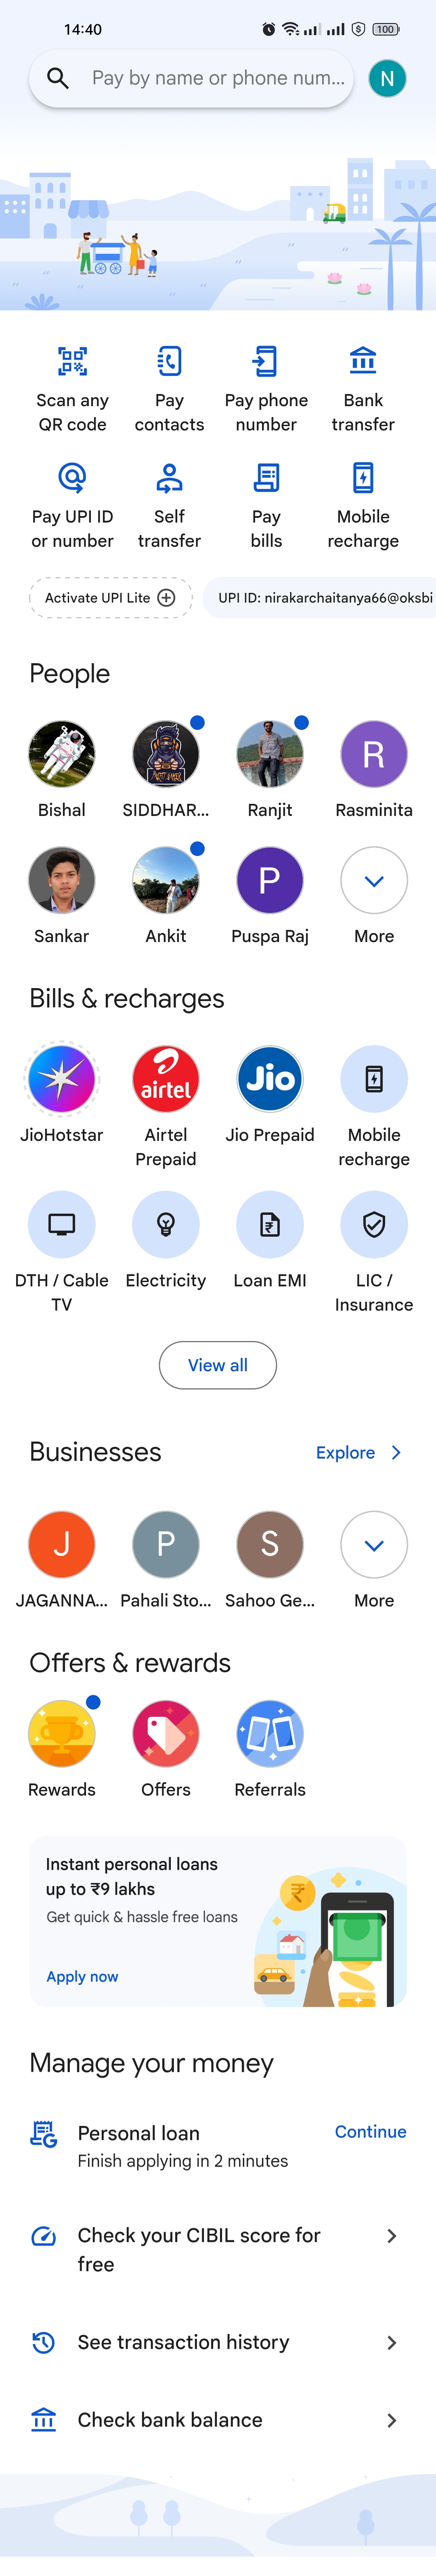 14:40
100
Pay by name or phone num...
N
Scan any
QR code
Pay
contacts
Pay phone
number
Bank
transfer
Pay UPI ID
or number
Self
transfer
Pay
bills
Mobile
recharge
Activate UPI Lite
UPI ID: nirakarchaitanya66@oksbi
People
Bishal
SIDDHAR...
Ranjit
R
Rasminita
Sankar
Ankit
P
Puspa Raj
More
Bills & recharges
JioHotstar
airtel
Airtel
Prepaid
Jio
Jio Prepaid
Mobile
recharge
DTH / Cable
TV
Electricity
Loan EMI
LIC /
Insurance
View all
Businesses
Explore
J
JAGANNA...
P
Pahali Sto...
S
Sahoo Ge...
More
Offers & rewards
Rewards
Offers
Referrals
Instant personal loans
up to ₹9 lakhs
Get quick & hassle free loans
Apply now
Manage your money
Personal loan
Continue
Finish applying in 2 minutes
Check your CIBIL score for
free
See transaction history
Check bank balance